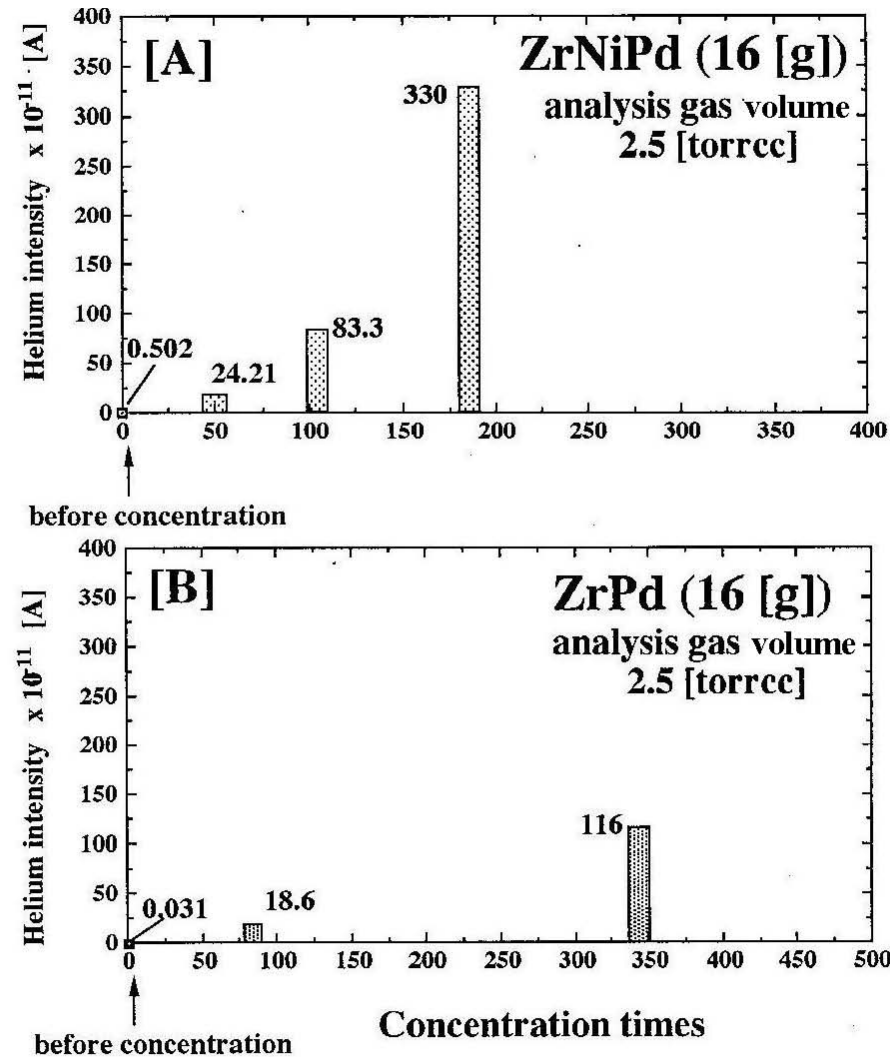 400
350
300
250
200
150
100
50
0
Helium intensity x 10-11 · [A]
[A]
ZrNiPd (16 [g])
analysis gas volume
2.5 [torrcc]
330
83.3
0.502
24.21
0 50 100 150 200 250 300 350 400
before concentration
400
350
300
250
200
150
100
50
0
Helium intensity x 10-11 [A]
[B]
ZrPd (16 [g])
analysis gas volume
2.5 [torrcc]
116
0.031
18.6
0 50 100 150 200 250 300 350 400 450 500
before concentration
Concentration times